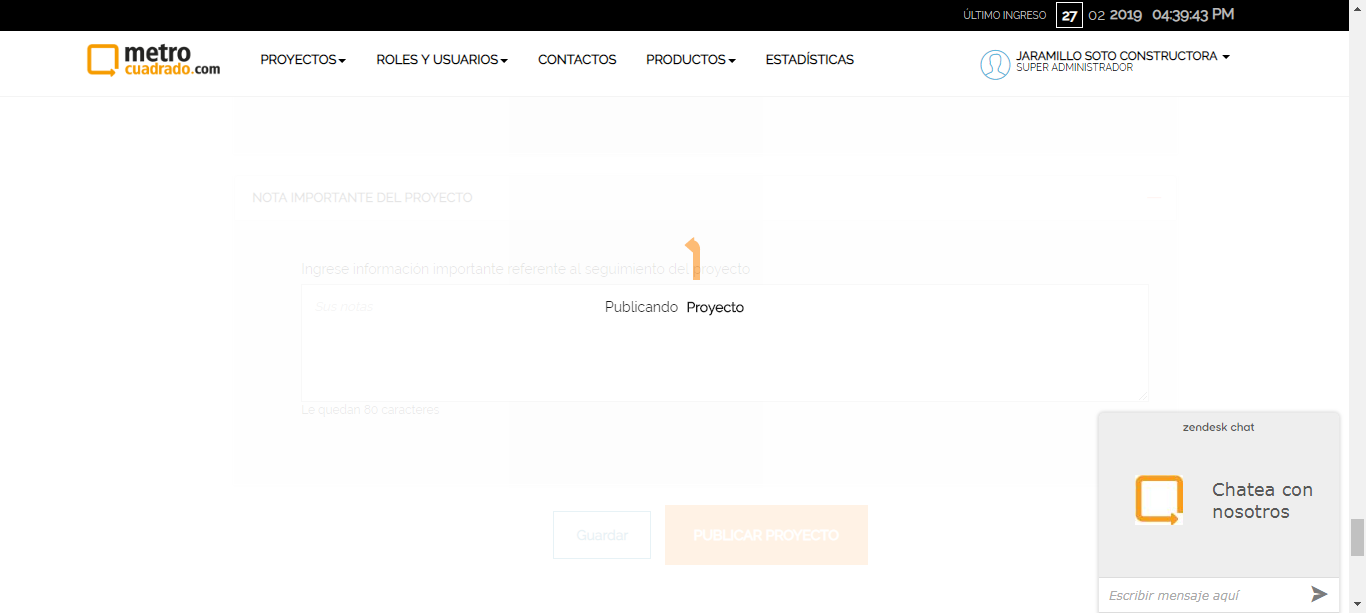 ÚLTIMO INGRESO 27 02 2019 04:39:43 PM
metro
cuadrado.com
PROYECTOS ROLES Y USUARIOS CONTACTOS PRODUCTOS ESTADÍSTICAS
JARAMILLO SOTO CONSTRUCTORA
SUPER ADMINISTRADOR
NOTA IMPORTANTE DEL PROYECTO
Ingrese información importante referente al seguimiento del proyecto
Sus notas
Publicando Proyecto
Le quedan 80 caracteres
Guardar PUBLICAR PROYECTO
zendesk chat
Chatea con
nosotros
Escribir mensaje aquí